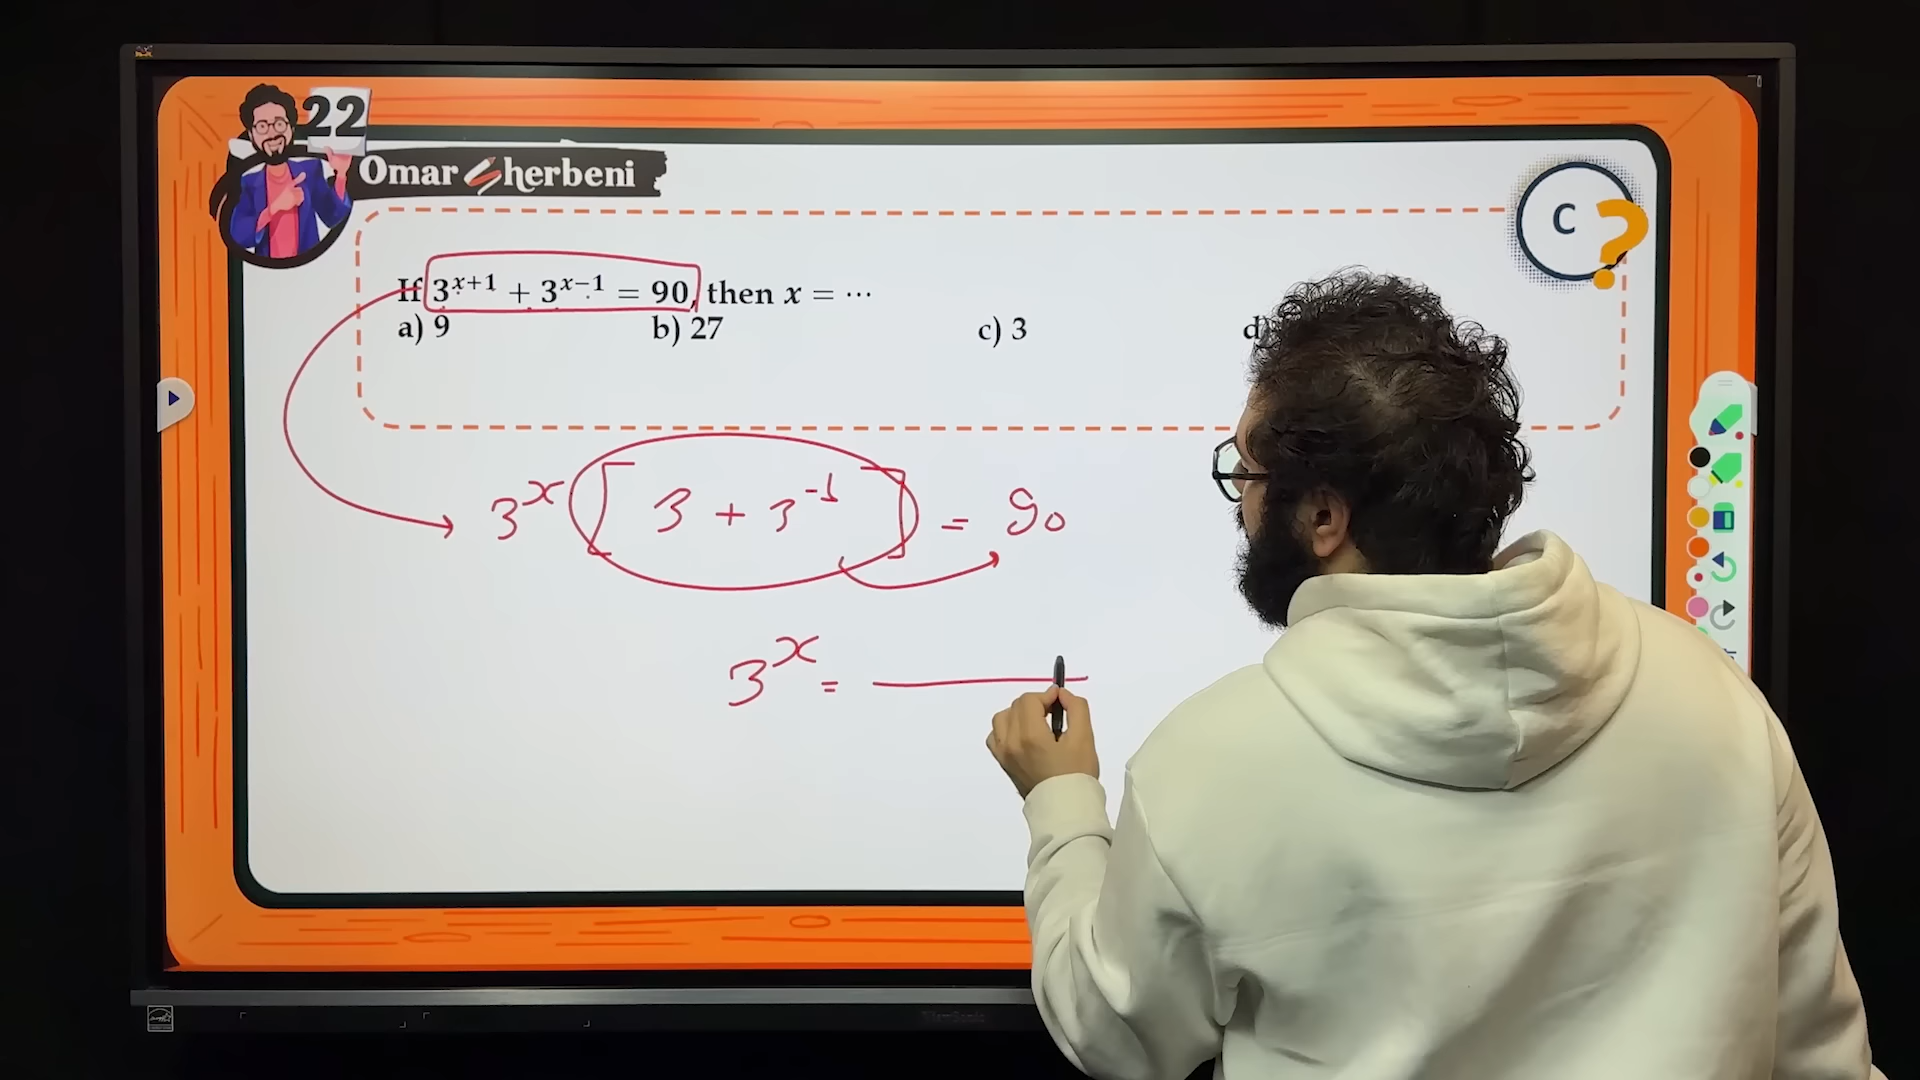 22
Omar Sherbeni
C ?
If 3^{x+1} + 3^{x−1} = 90, then x = ⋯
a) 9 b) 27 c) 3 d)
3^x [ 3 + 3^{-1} ] = 90
3^x =
ViewSonic